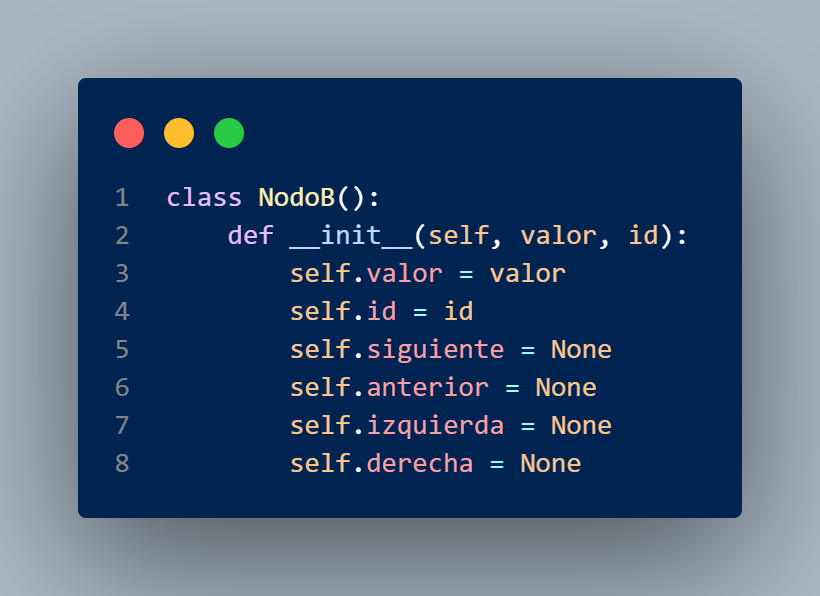 1 class NodoB():
2     def __init__(self, valor, id):
3         self.valor = valor
4         self.id = id
5         self.siguiente = None
6         self.anterior = None
7         self.izquierda = None
8         self.derecha = None